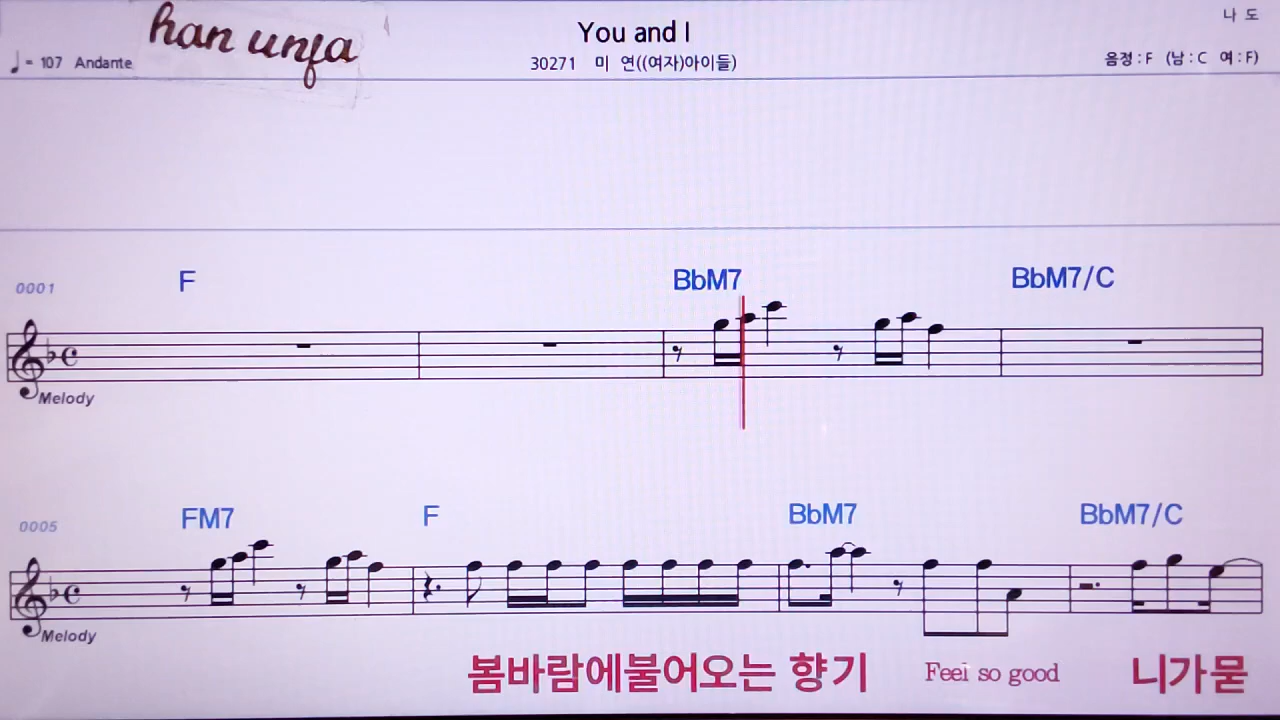 나 도
han unja
You and I
♩= 107 Andante
30271 미 연((여자)아이들)
음정 : F (남 : C 여 : F)
F BbM7 BbM7/C
0001
Melody
FM7 F BbM7 BbM7/C
0005
Melody
봄바람에불어오는 향기 Feel so good 니가묻